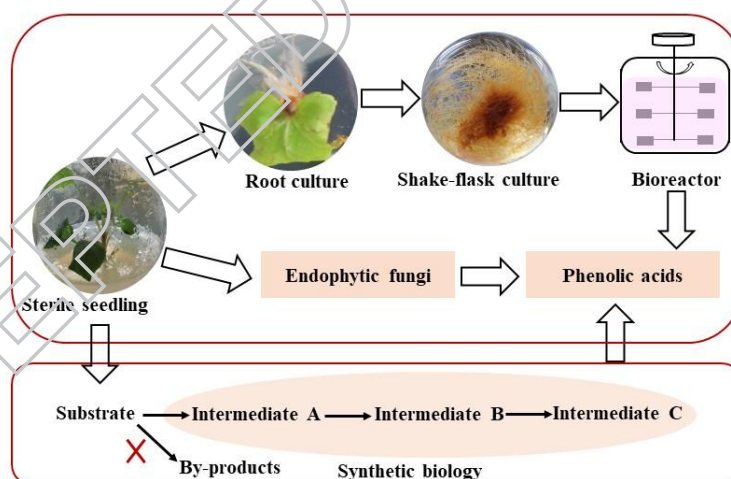 Root culture
Shake-flask culture
Bioreactor
Sterile seedling
Endophytic fungi
Phenolic acids
Substrate
Intermediate A
Intermediate B
Intermediate C
By-products
Synthetic biology